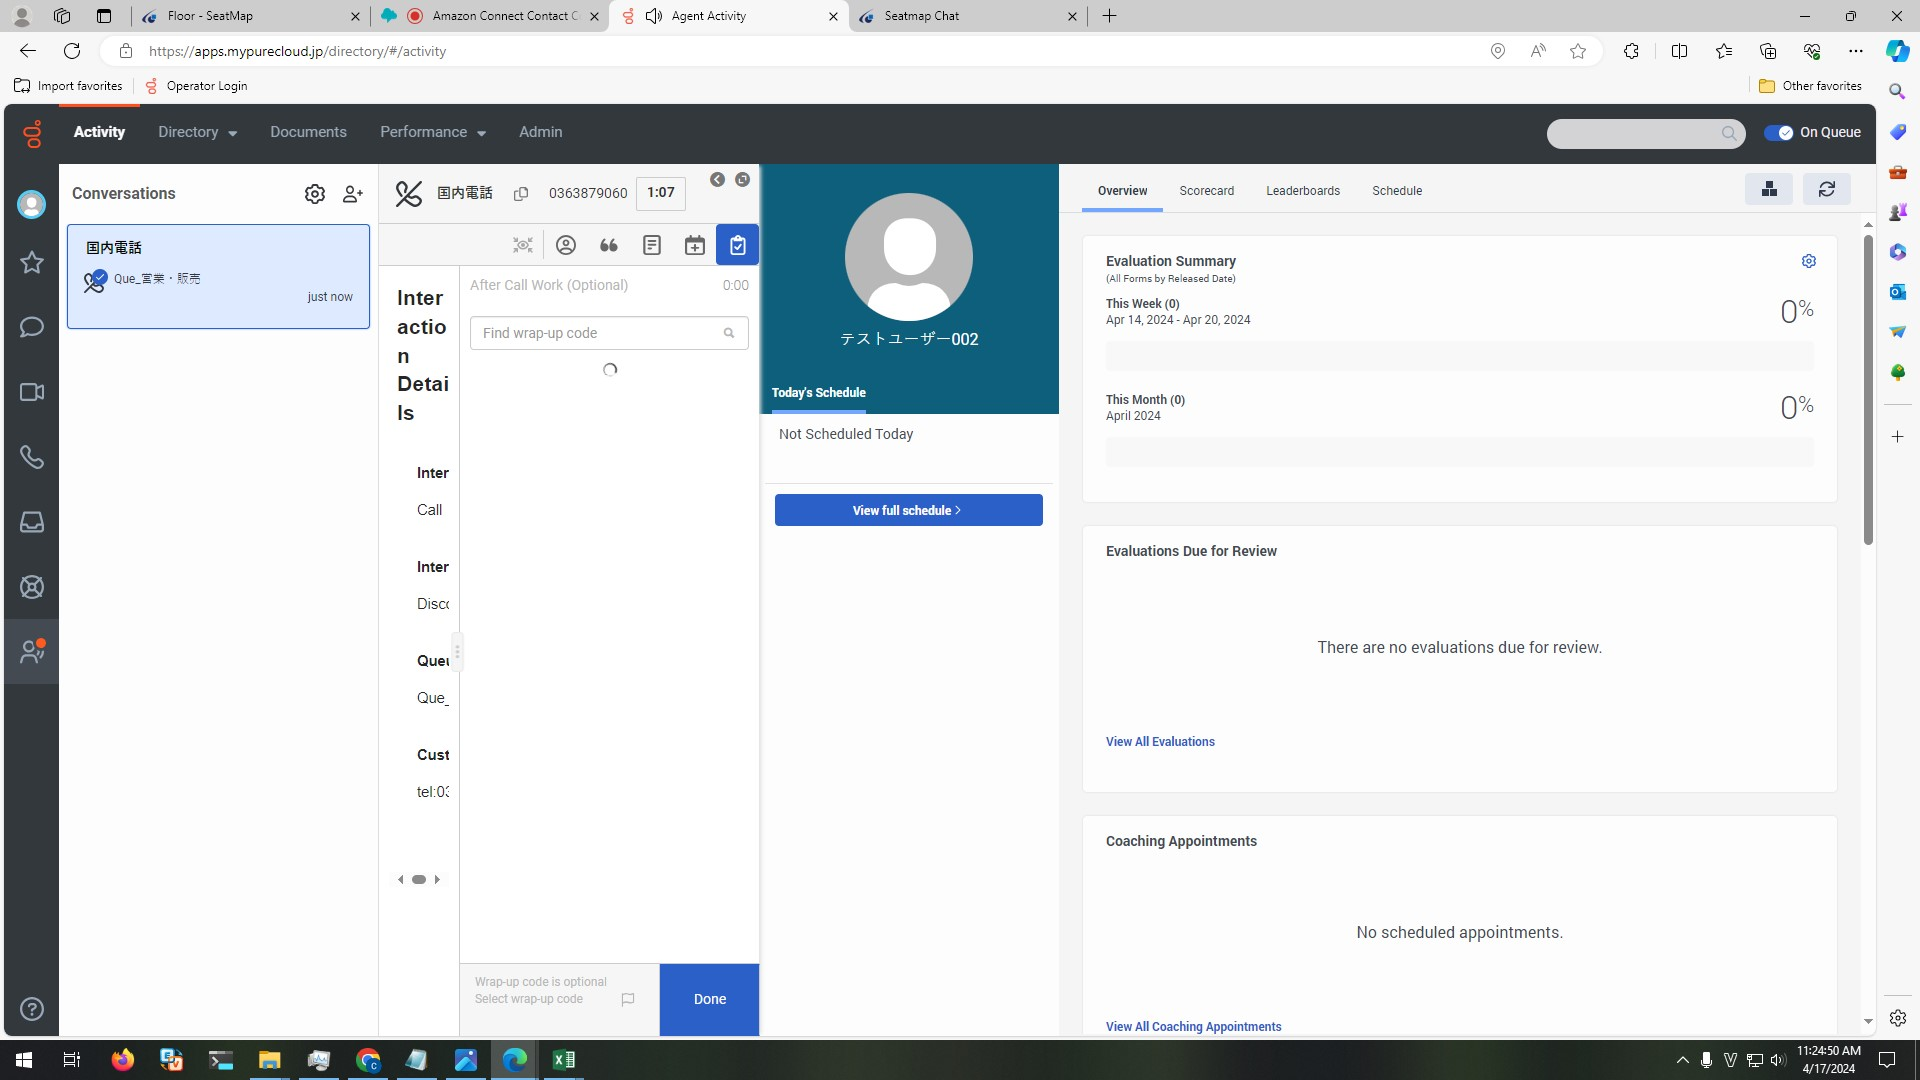 Floor - SeatMap
Amazon Connect Contact C
Agent Activity
Seatmap Chat
https://apps.mypurecloud.jp/directory/#/activity
Import favorites
Operator Login
Other favorites
Activity
Directory
Documents
Performance
Admin
On Queue
Conversations
国内電話
Que_営業・販売
just now
国内電話
0363879060
1:07
Interaction Details
Inter
Call
Inter
Disc
Que
Que_
Cust
tel:03
After Call Work (Optional)
0:00
Find wrap-up code
Wrap-up code is optional
Select wrap-up code
Done
テストユーザー002
Today's Schedule
Not Scheduled Today
View full schedule
Overview
Scorecard
Leaderboards
Schedule
Evaluation Summary
(All Forms by Released Date)
This Week (0)
Apr 14, 2024 - Apr 20, 2024
0%
This Month (0)
April 2024
0%
Evaluations Due for Review
There are no evaluations due for review.
View All Evaluations
Coaching Appointments
No scheduled appointments.
View All Coaching Appointments
11:24:50 AM
4/17/2024